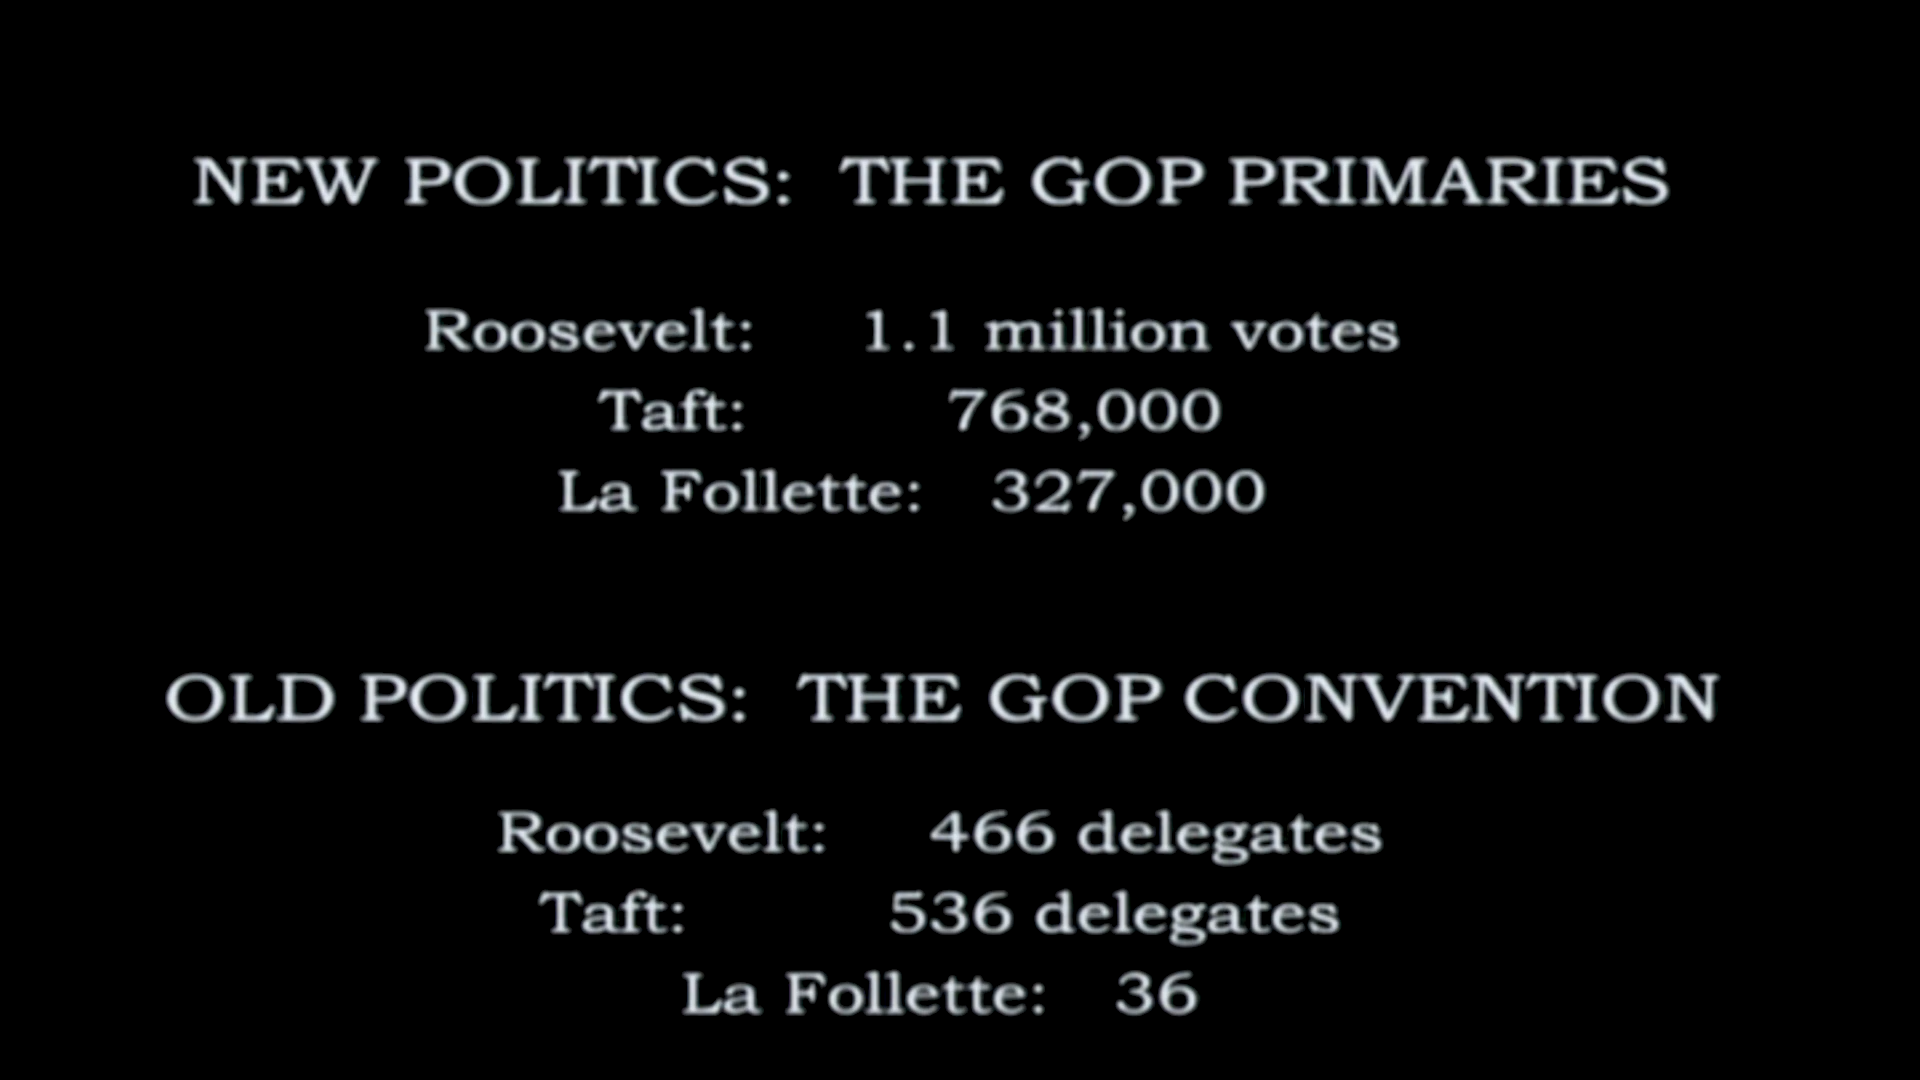 NEW POLITICS: THE GOP PRIMARIES
Roosevelt: 1.1 million votes
Taft: 768,000
La Follette: 327,000
OLD POLITICS: THE GOP CONVENTION
Roosevelt: 466 delegates
Taft: 536 delegates
La Follette: 36